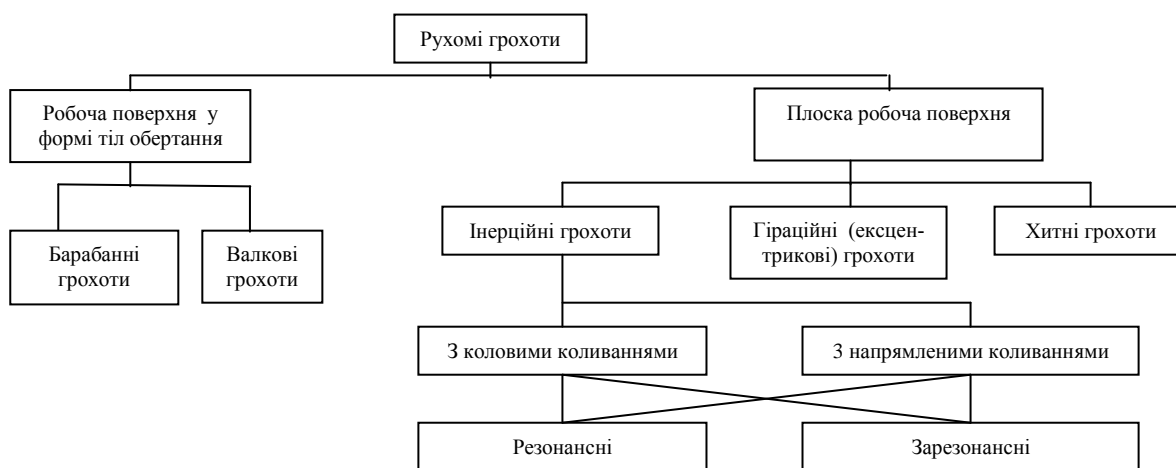 Рухомі грохоти
Робоча поверхня у
формі тіл обертання
Плоска робоча поверхня
Барабанні
грохоти
Валкові
грохоти
Інерційні грохоти
Гіраційні (ексцен-
трикові) грохоти
Хитні грохоти
З коловими коливаннями
З напрямленими коливаннями
Резонансні
Зарезонансні